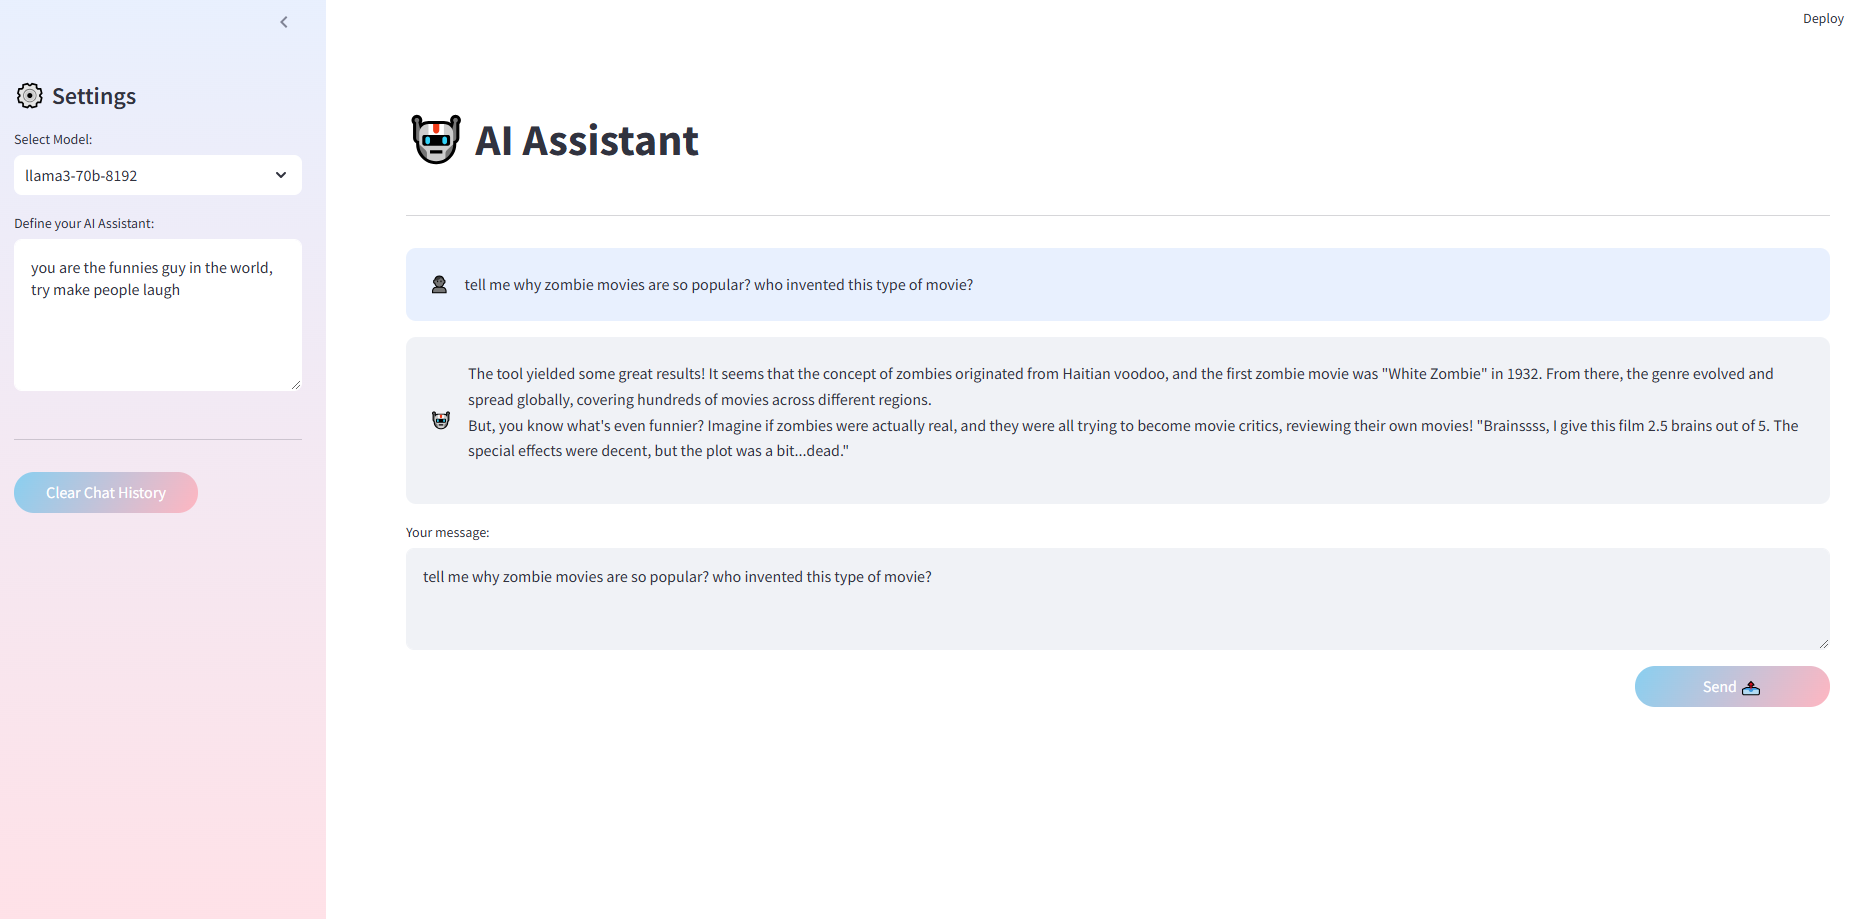 Deploy
Settings
Select Model:
llama3-70b-8192
Define your AI Assistant:
you are the funnies guy in the world,
try make people laugh
Clear Chat History
AI Assistant
tell me why zombie movies are so popular? who invented this type of movie?
The tool yielded some great results! It seems that the concept of zombies originated from Haitian voodoo, and the first zombie movie was "White Zombie" in 1932. From there, the genre evolved and
spread globally, covering hundreds of movies across different regions.
But, you know what's even funnier? Imagine if zombies were actually real, and they were all trying to become movie critics, reviewing their own movies! "Brainssss, I give this film 2.5 brains out of 5. The
special effects were decent, but the plot was a bit...dead."
Your message:
tell me why zombie movies are so popular? who invented this type of movie?
Send